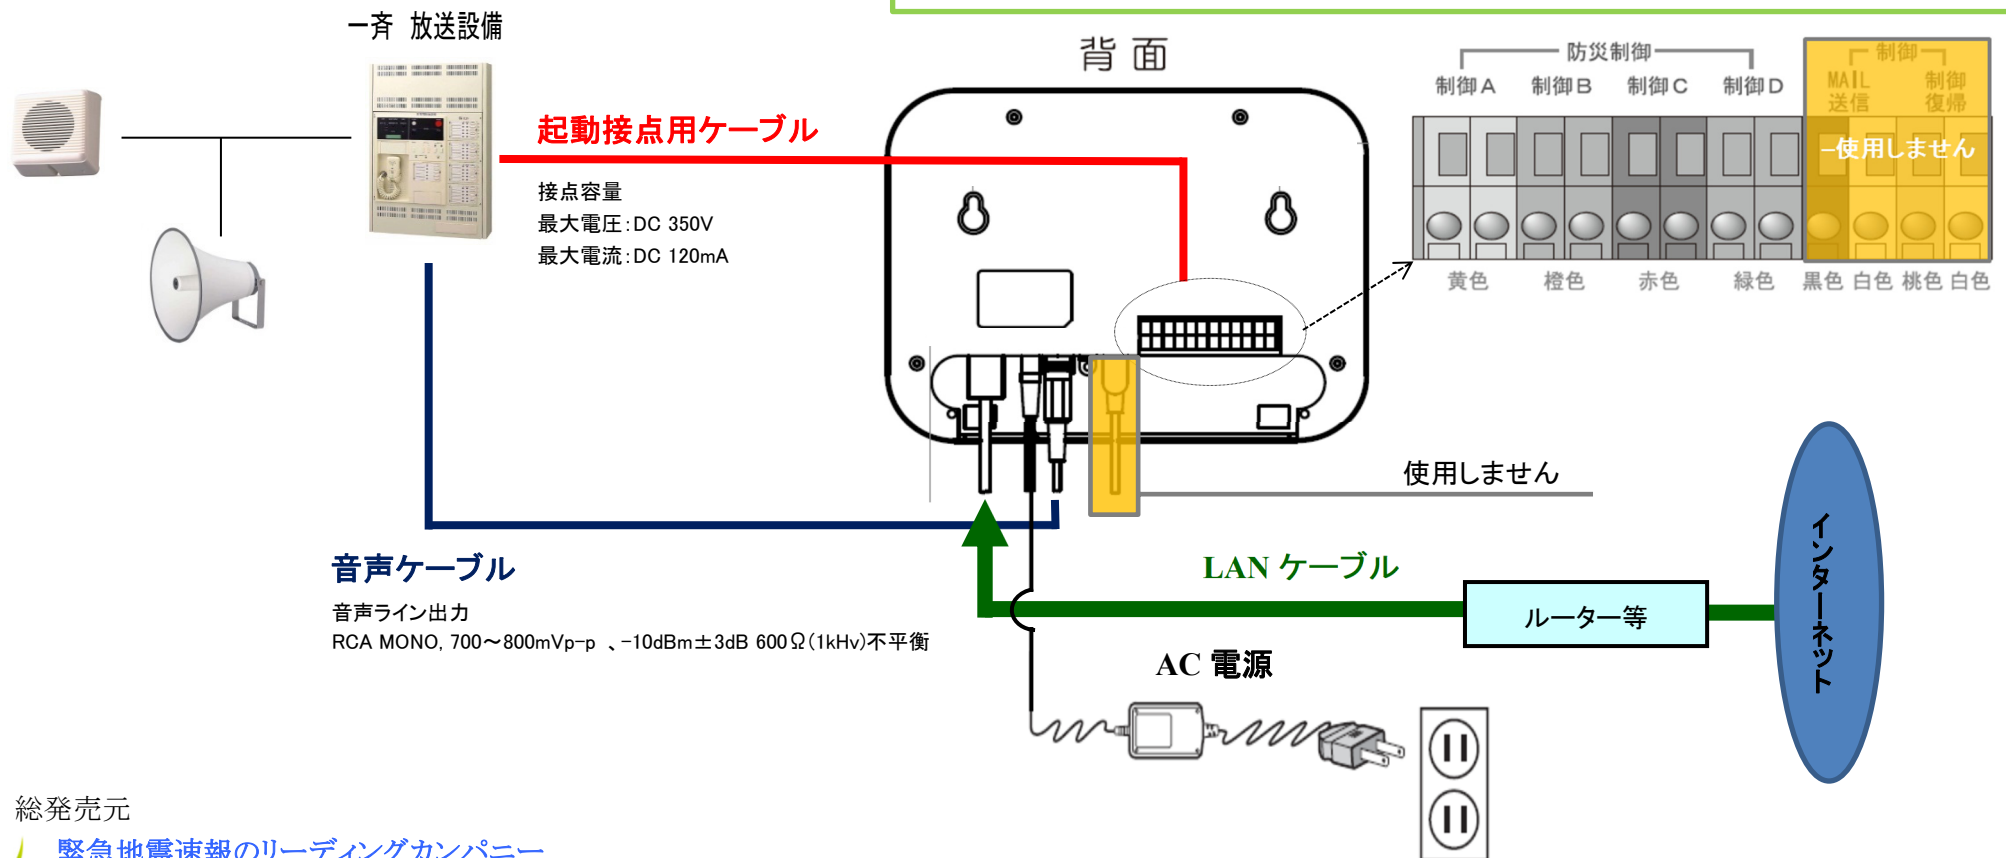 一斉 放送設備
背面
防災制御
制御
制御A 制御B 制御C 制御D MAIL送信 制御復帰
起動接点用ケーブル
−使用しません
接点容量
最大電圧:DC 350V
最大電流:DC 120mA
黄色 橙色 赤色 緑色 黒色 白色 桃色 白色
使用しません
音声ケーブル
LAN ケーブル
音声ライン出力
RCA MONO, 700～800mVp-p 、-10dBm±3dB 600Ω(1kHv)不平衡
ルーター等
インターネット
AC 電源
総発売元
緊急地震速報のリーディングカンパニー